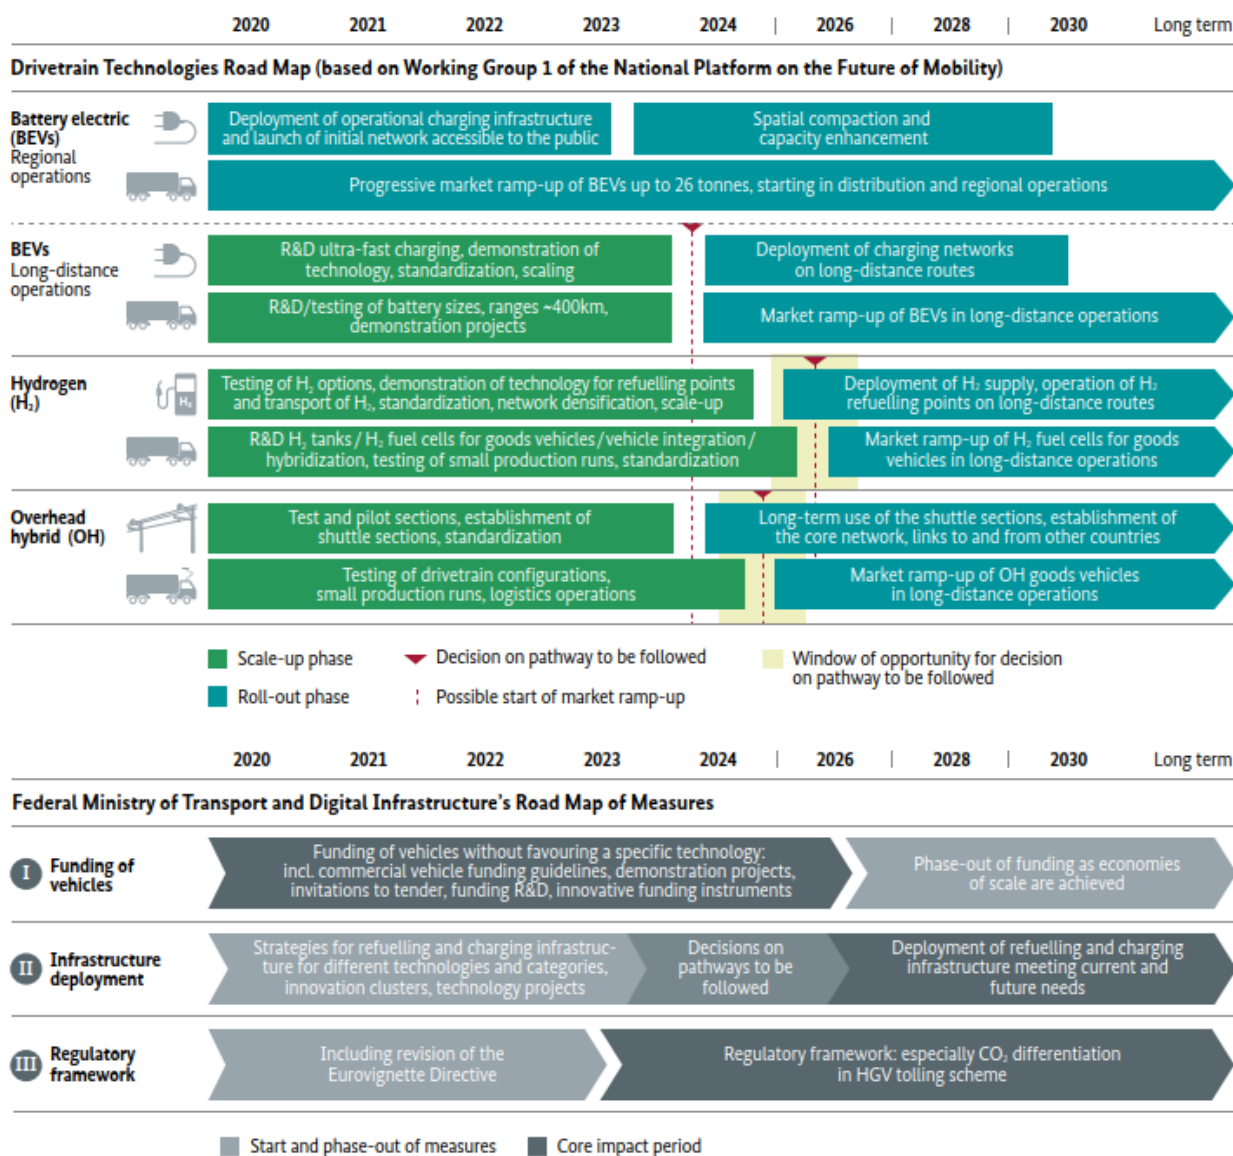 2020 2021 2022 2023 2024 | 2026 | 2028 | 2030 Long term
Drivetrain Technologies Road Map (based on Working Group 1 of the National Platform on the Future of Mobility)
Battery electric
(BEVs)
Regional
operations
Deployment of operational charging infrastructure
and launch of initial network accessible to the public
Spatial compaction and
capacity enhancement
Progressive market ramp-up of BEVs up to 26 tonnes, starting in distribution and regional operations
BEVs
Long-distance
operations
R&D ultra-fast charging, demonstration of
technology, standardization, scaling
Deployment of charging networks
on long-distance routes
R&D/testing of battery sizes, ranges ~400km,
demonstration projects
Market ramp-up of BEVs in long-distance operations
Hydrogen
(H₂)
H₂
Testing of H₂ options, demonstration of technology for refuelling points
and transport of H₂, standardization, network densification, scale-up
Deployment of H₂ supply, operation of H₂
refuelling points on long-distance routes
R&D H₂ tanks / H₂ fuel cells for goods vehicles / vehicle integration /
hybridization, testing of small production runs, standardization
Market ramp-up of H₂ fuel cells for goods
vehicles in long-distance operations
Overhead
hybrid (OH)
Test and pilot sections, establishment of
shuttle sections, standardization
Long-term use of the shuttle sections, establishment of
the core network, links to and from other countries
Testing of drivetrain configurations,
small production runs, logistics operations
Market ramp-up of OH goods vehicles
in long-distance operations
Scale-up phase
Decision on pathway to be followed
Window of opportunity for decision
on pathway to be followed
Roll-out phase
Possible start of market ramp-up
2020 2021 2022 2023 2024 | 2026 | 2028 | 2030 Long term
Federal Ministry of Transport and Digital Infrastructure's Road Map of Measures
I Funding of
vehicles
Funding of vehicles without favouring a specific technology:
incl. commercial vehicle funding guidelines, demonstration projects,
invitations to tender, funding R&D, innovative funding instruments
Phase-out of funding as economies
of scale are achieved
II Infrastructure
deployment
Strategies for refuelling and charging infrastruc-
ture for different technologies and categories,
innovation clusters, technology projects
Decisions on
pathways to be
followed
Deployment of refuelling and charging
infrastructure meeting current and
future needs
III Regulatory
framework
Including revision of the
Eurovignette Directive
Regulatory framework: especially CO₂ differentiation
in HGV tolling scheme
Start and phase-out of measures
Core impact period